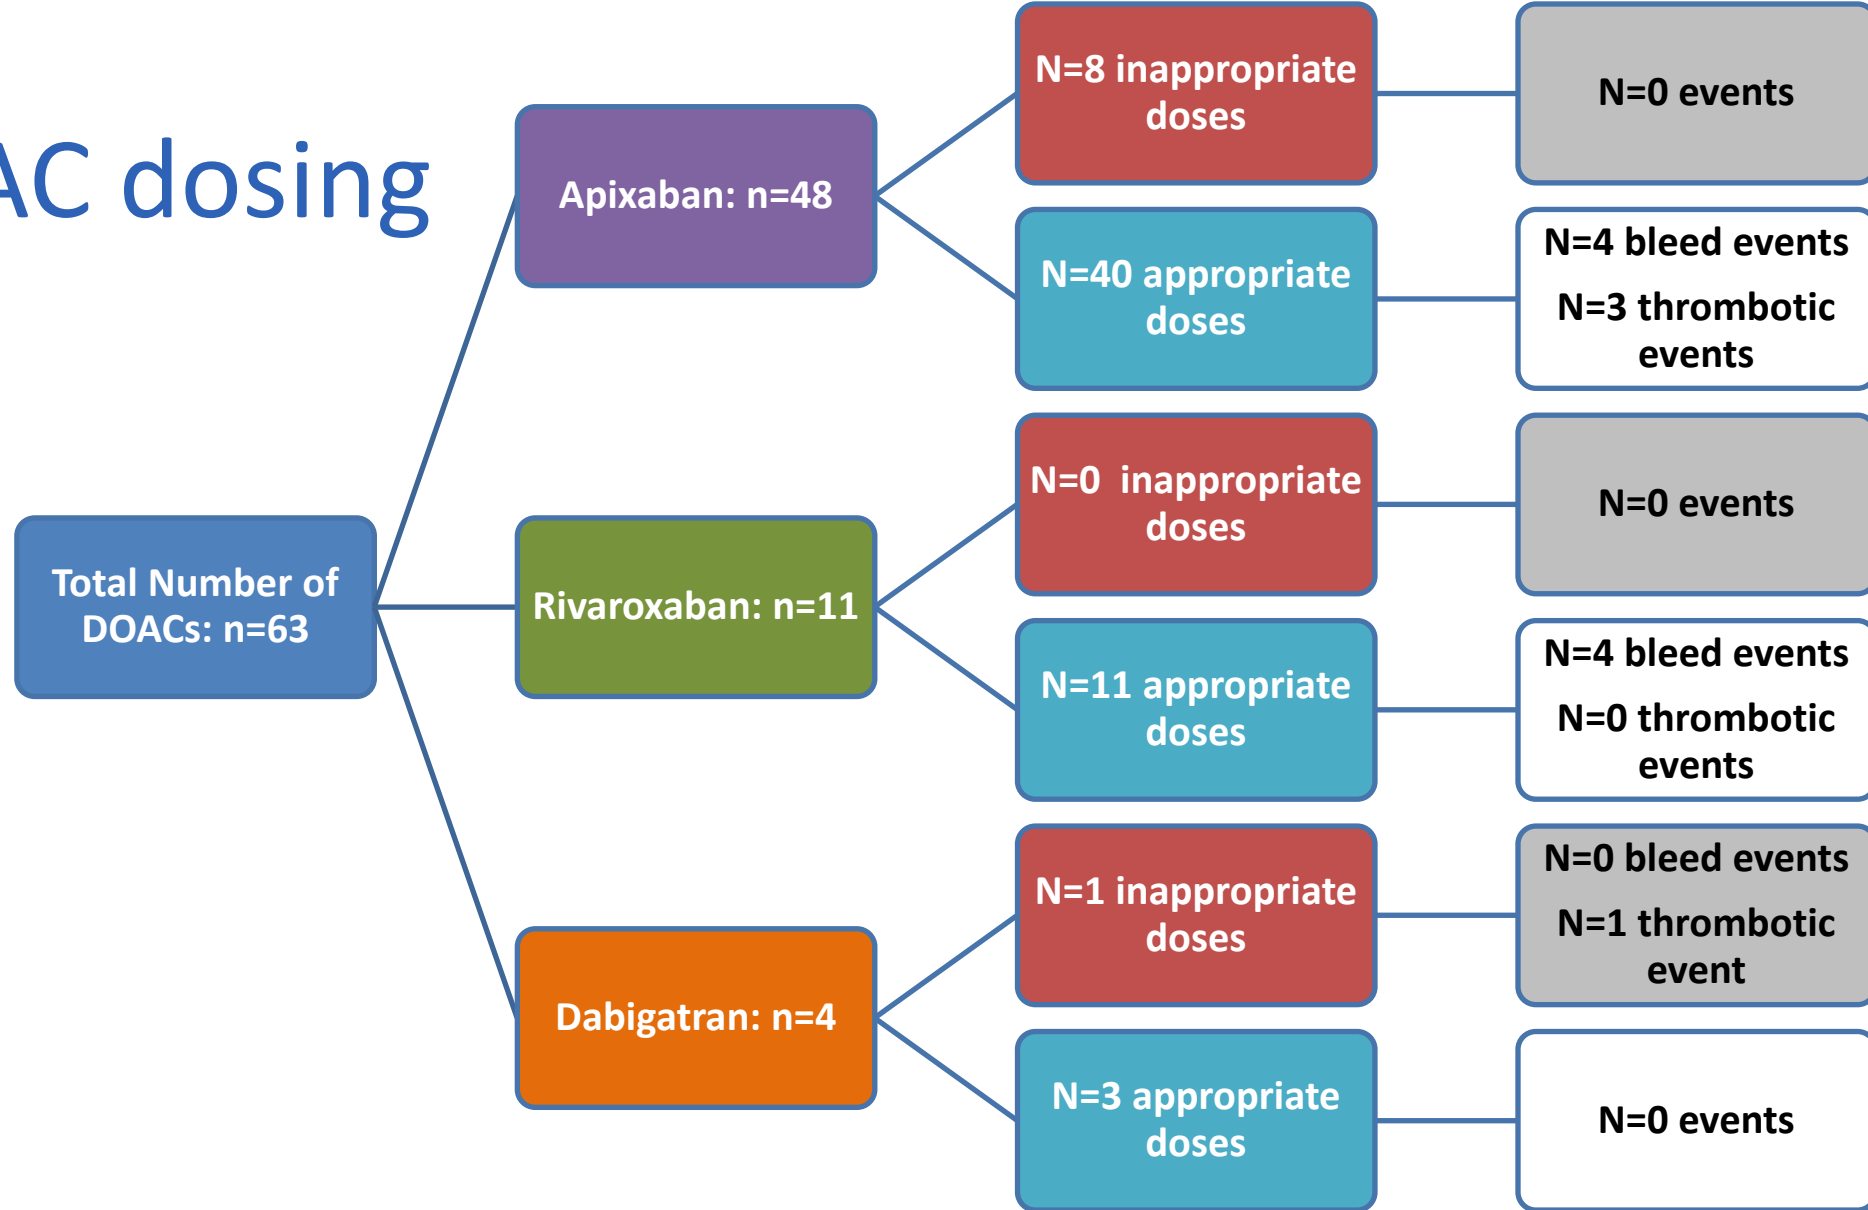 AC dosing
Total Number of
DOACs: n=63
Apixaban: n=48
N=8 inappropriate
doses
N=0 events
N=40 appropriate
doses
N=4 bleed events
N=3 thrombotic
events
Rivaroxaban: n=11
N=0  inappropriate
doses
N=0 events
N=11 appropriate
doses
N=4 bleed events
N=0 thrombotic
events
Dabigatran: n=4
N=1 inappropriate
doses
N=0 bleed events
N=1 thrombotic
event
N=3 appropriate
doses
N=0 events